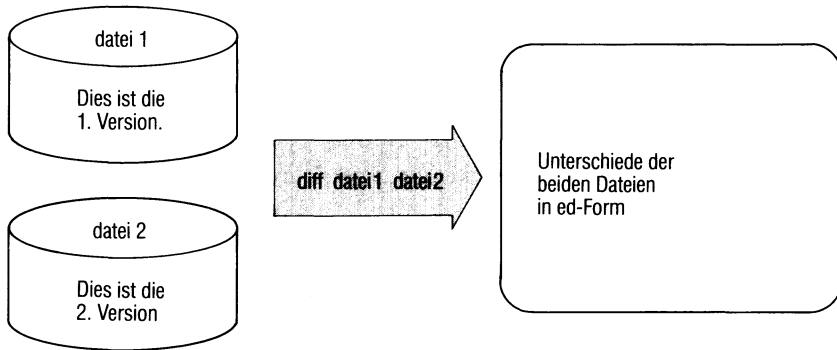 datei 1
Dies ist die
1. Version.
datei 2
Dies ist die
2. Version
diff datei1 datei2
Unterschiede der
beiden Dateien
in ed-Form